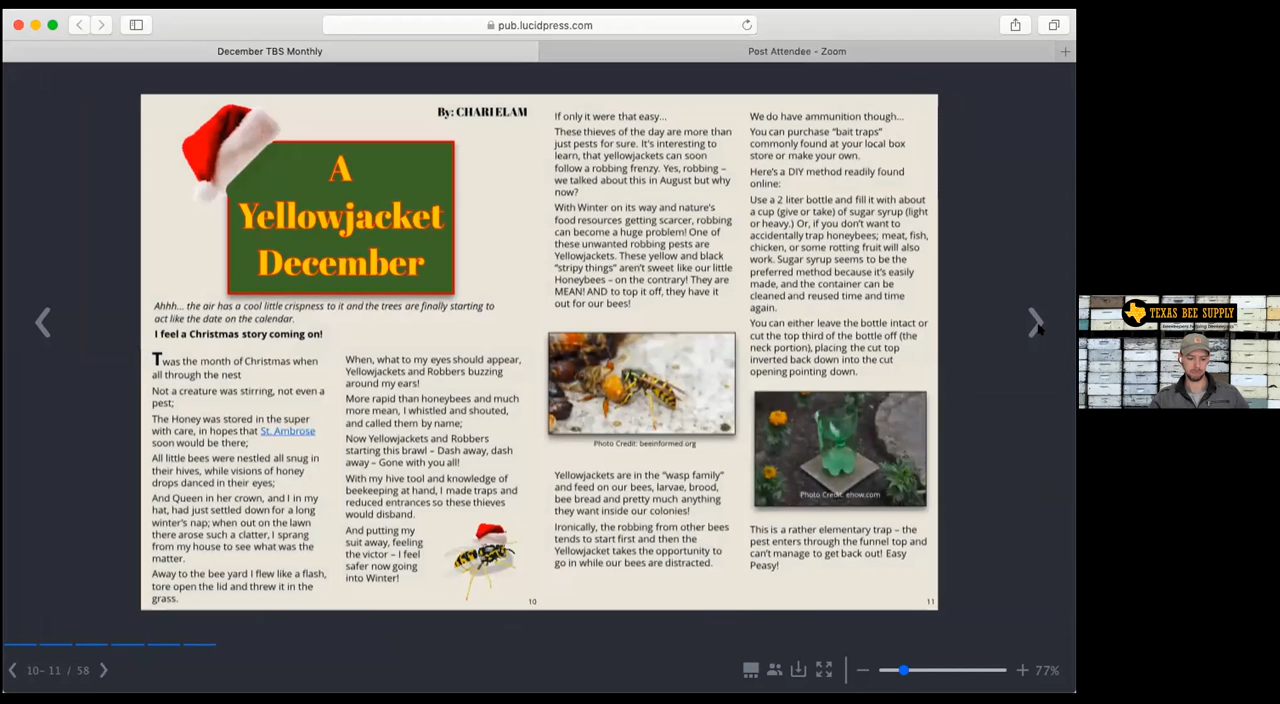 pub.lucidpress.com
December TBS Monthly
Post Attendee - Zoom
A
Yellowjacket
December
By: CHARI ELAM
Ahhh... the air has a cool little crispness to it and the trees are finally starting to
act like the date on the calendar.
I feel a Christmas story coming on!
Twas the month of Christmas when
all through the nest
Not a creature was stirring, not even a
pest;
The Honey was stored in the super
with care, in hopes that St. Ambrose
soon would be there;
All little bees were nestled all snug in
their hives, while visions of honey
drops danced in their eyes;
And Queen in her crown, and I in my
hat, had just settled down for a long
winter's nap; when out on the lawn
there arose such a clatter, I sprang
from my house to see what was the
matter.
Away to the bee yard I flew like a flash,
tore open the lid and threw it in the
grass.
When, what to my eyes should appear,
Yellowjackets and Robbers buzzing
around my ears!
More rapid than honeybees and much
more mean, I whistled and shouted,
and called them by name;
Now Yellowjackets and Robbers
starting this brawl – Dash away, dash
away – Gone with you all!
With my hive tool and knowledge of
beekeeping at hand, I made traps and
reduced entrances so these thieves
would disband.
And putting my
suit away, feeling
the victor – I feel
safer now going
into Winter!
10
If only it were that easy...
These thieves of the day are more than
just pests for sure. It's interesting to
learn, that yellowjackets can soon
follow a robbing frenzy. Yes, robbing –
we talked about this in August but why
now?
With Winter on its way and nature's
food resources getting scarcer, robbing
can become a huge problem! One of
these unwanted robbing pests are
Yellowjackets. These yellow and black
"stripy things" aren't sweet like our little
Honeybees – on the contrary! They are
MEAN! AND to top it off, they have it
out for our bees!
Photo Credit: beeinformed.org
Yellowjackets are in the "wasp family"
and feed on our bees, larvae, brood,
bee bread and pretty much anything
they want inside our colonies!
Ironically, the robbing from other bees
tends to start first and then the
Yellowjacket takes the opportunity to
go in while our bees are distracted.
We do have ammunition though...
You can purchase "bait traps"
commonly found at your local box
store or make your own.
Here's a DIY method readily found
online:
Use a 2 liter bottle and fill it with about
a cup (give or take) of sugar syrup (light
or heavy.) Or, if you don't want to
accidentally trap honeybees; meat, fish,
chicken, or some rotting fruit will also
work. Sugar syrup seems to be the
preferred method because it's easily
made, and the container can be
cleaned and reused time and time
again.
You can either leave the bottle intact or
cut the top third of the bottle off (the
neck portion), placing the cut top
inverted back down into the cut
opening pointing down.
Photo Credit: ehow.com
This is a rather elementary trap – the
pest enters through the funnel top and
can't manage to get back out! Easy
Peasy!
11
10- 11 / 58
77%
TEXAS BEE SUPPLY